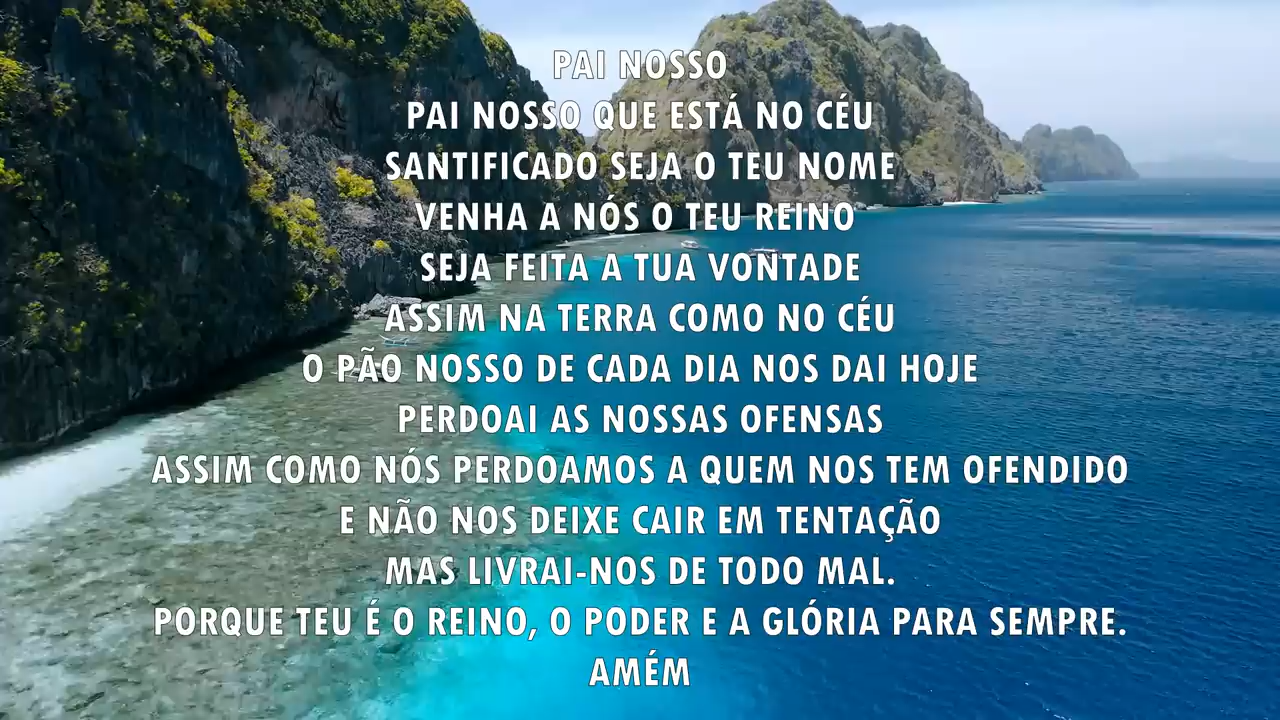 PAI NOSSO
PAI NOSSO QUE ESTÁ NO CÉU
SANTIFICADO SEJA O TEU NOME
VENHA A NÓS O TEU REINO
SEJA FEITA A TUA VONTADE
ASSIM NA TERRA COMO NO CÉU
O PÃO NOSSO DE CADA DIA NOS DAI HOJE
PERDOAI AS NOSSAS OFENSAS
ASSIM COMO NÓS PERDOAMOS A QUEM NOS TEM OFENDIDO
E NÃO NOS DEIXE CAIR EM TENTAÇÃO
MAS LIVRAI-NOS DE TODO MAL.
PORQUE TEU É O REINO, O PODER E A GLÓRIA PARA SEMPRE.
AMÉM